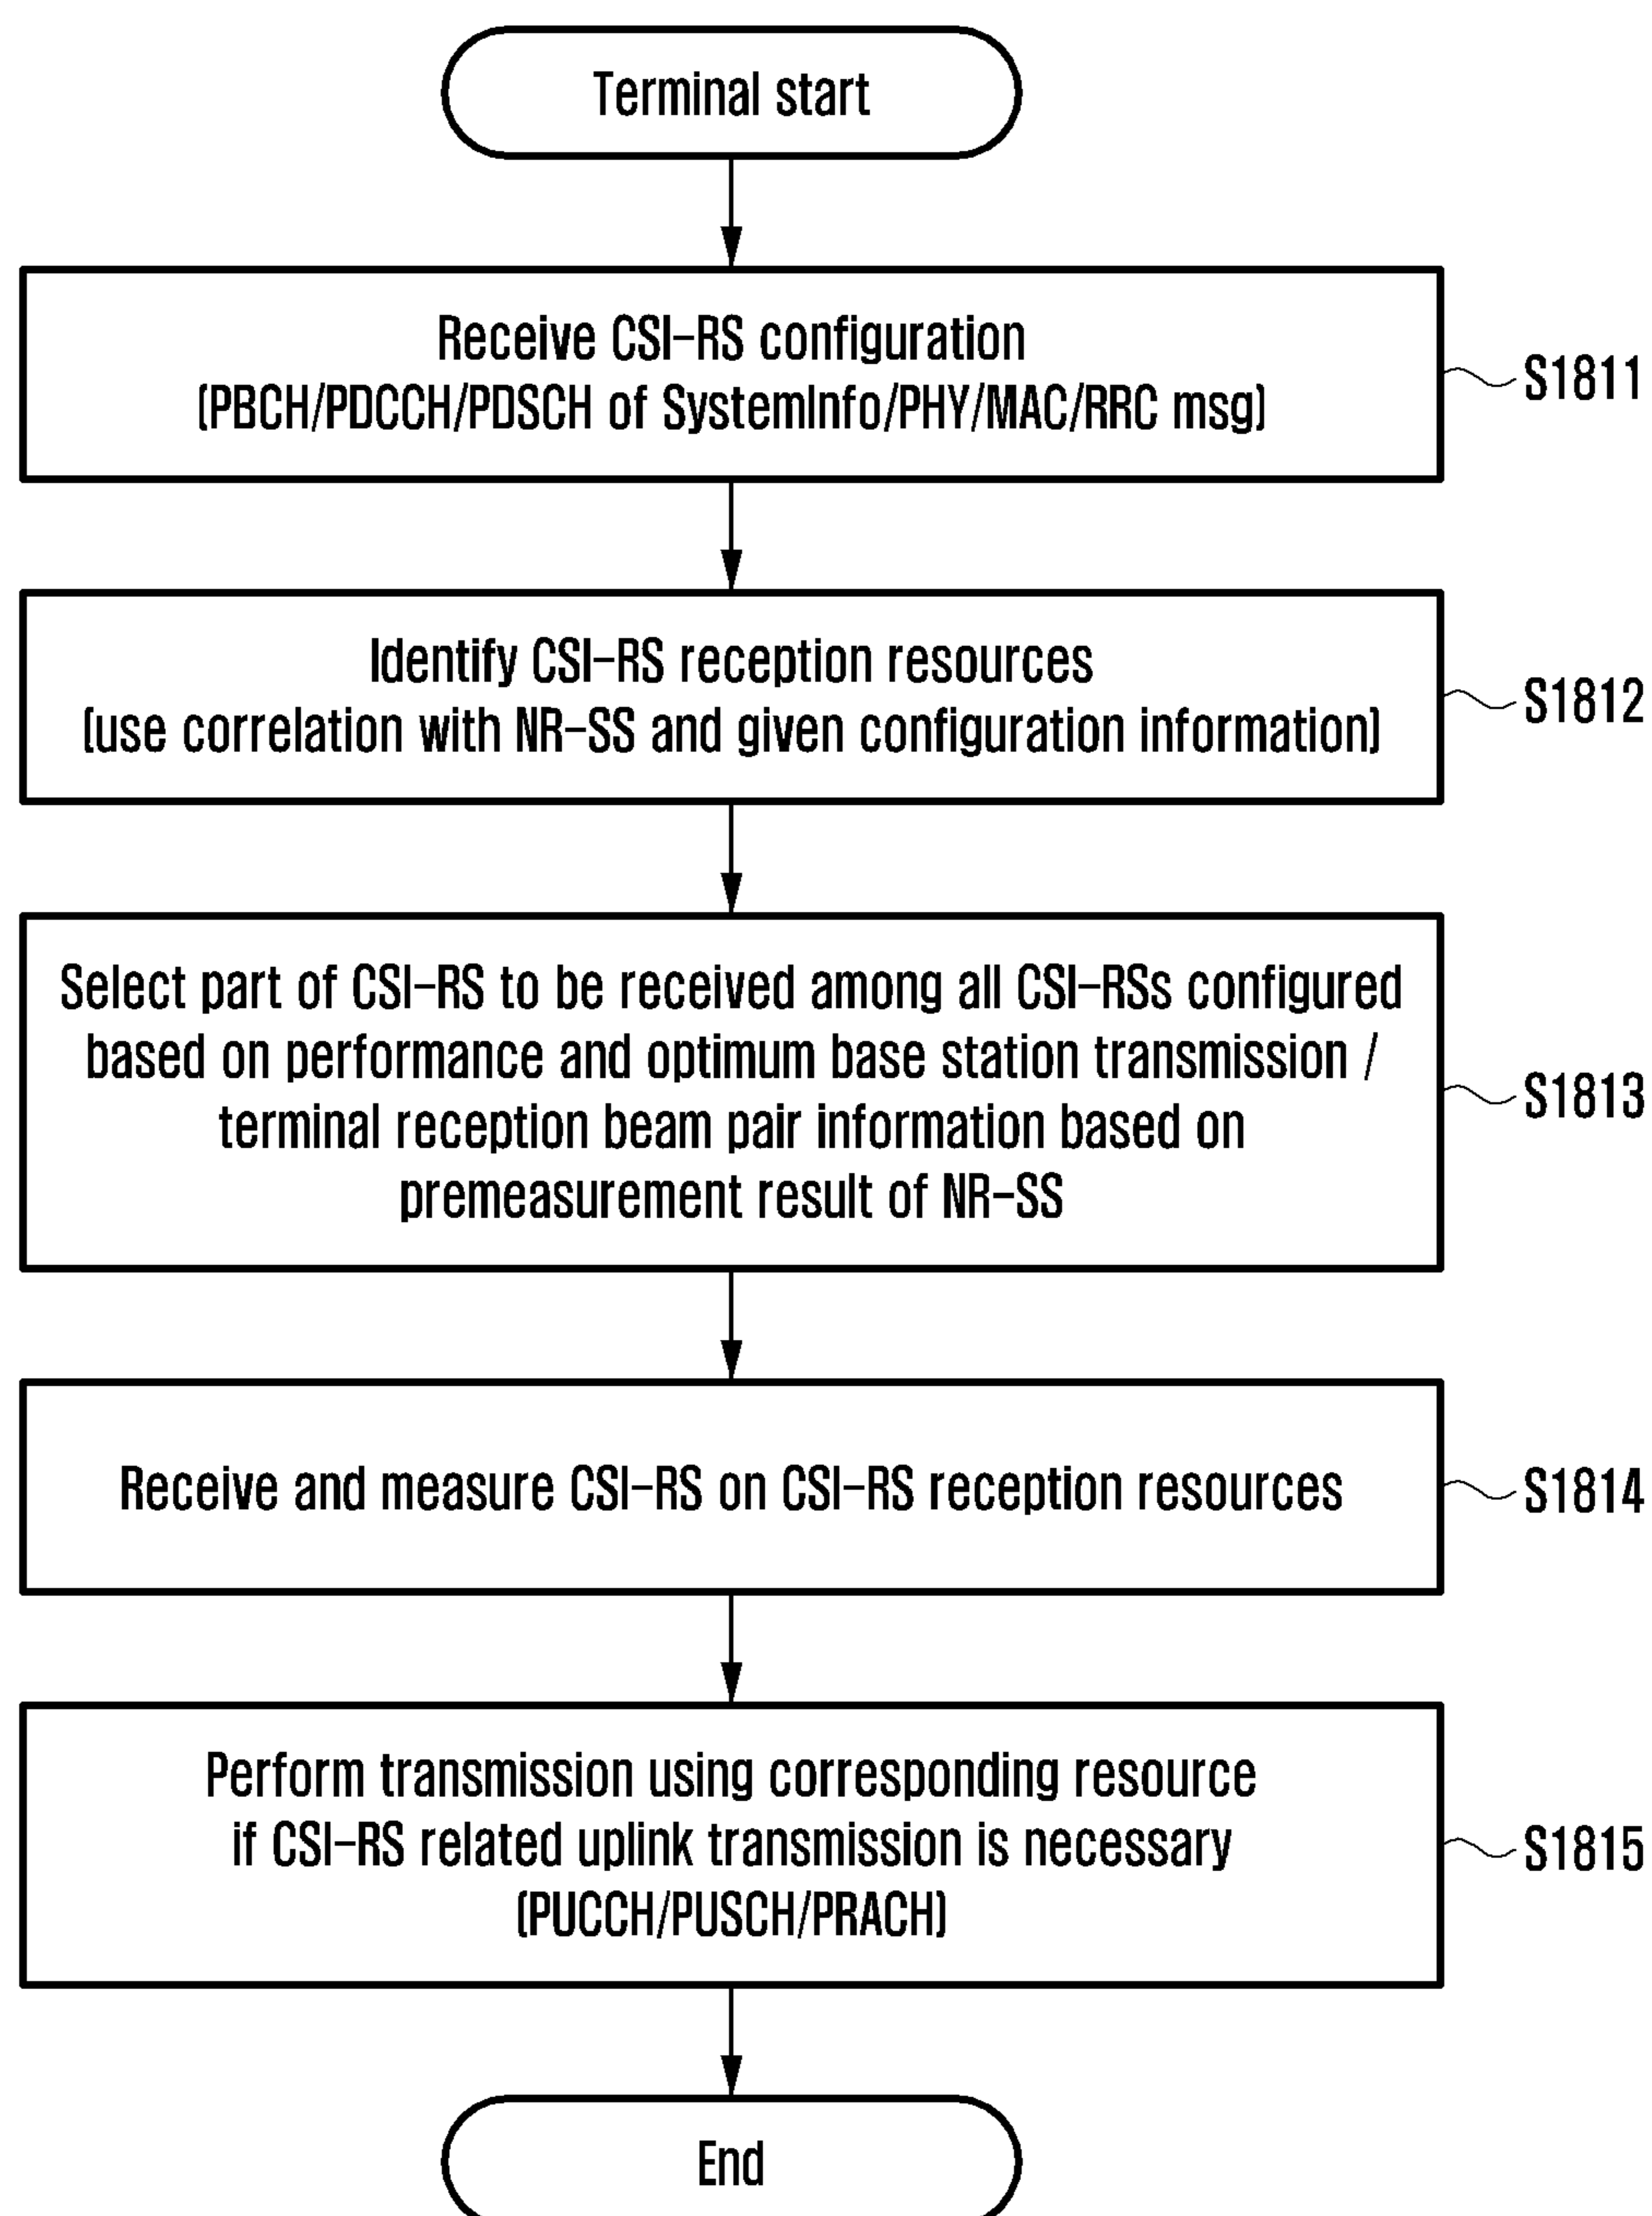 Terminal start
Receive CSI-RS configuration
(PBCH/PDCCH/PDSCH of SystemInfo/PHY/MAC/RRC msg)
S1811
Identify CSI-RS reception resources
(use correlation with NR-SS and given configuration information)
S1812
Select part of CSI-RS to be received among all CSI-RSs configured
based on performance and optimum base station transmission /
terminal reception beam pair information based on
premeasurement result of NR-SS
S1813
Receive and measure CSI-RS on CSI-RS reception resources
S1814
Perform transmission using corresponding resource
if CSI-RS related uplink transmission is necessary
(PUCCH/PUSCH/PRACH)
S1815
End